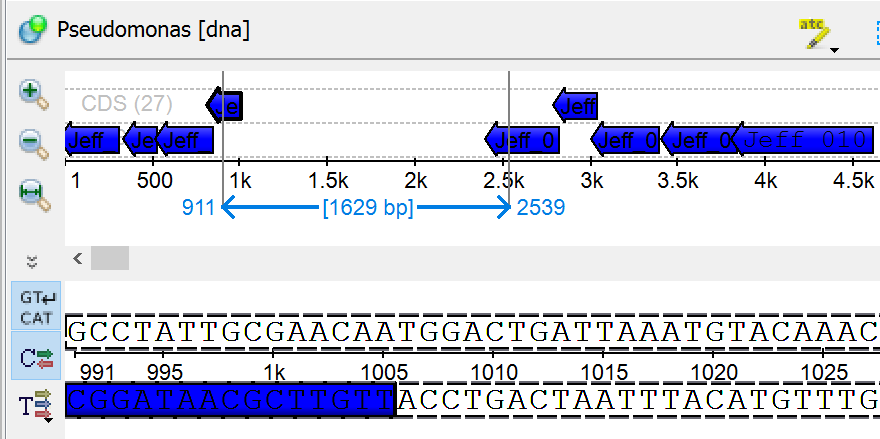 Pseudomonas [dna]
atc
CDS (27)
Je
Jeff
Jeff
Je
Jeff
Jeff 0
Jeff 0
Jeff 0
Jeff 010
1 500 1k 1.5k 2k 2.5k 3k 3.5k 4k 4.5k
911 [1629 bp] 2539
GT
CAT
GCCTATTGCGAACAATGGACTGATTAAATGTACAAAC
C
991 995 1k 1005 1010 1015 1020 1025
T
CGGATAACGCTTGTTACCTGACTAATTTACATGTTTG